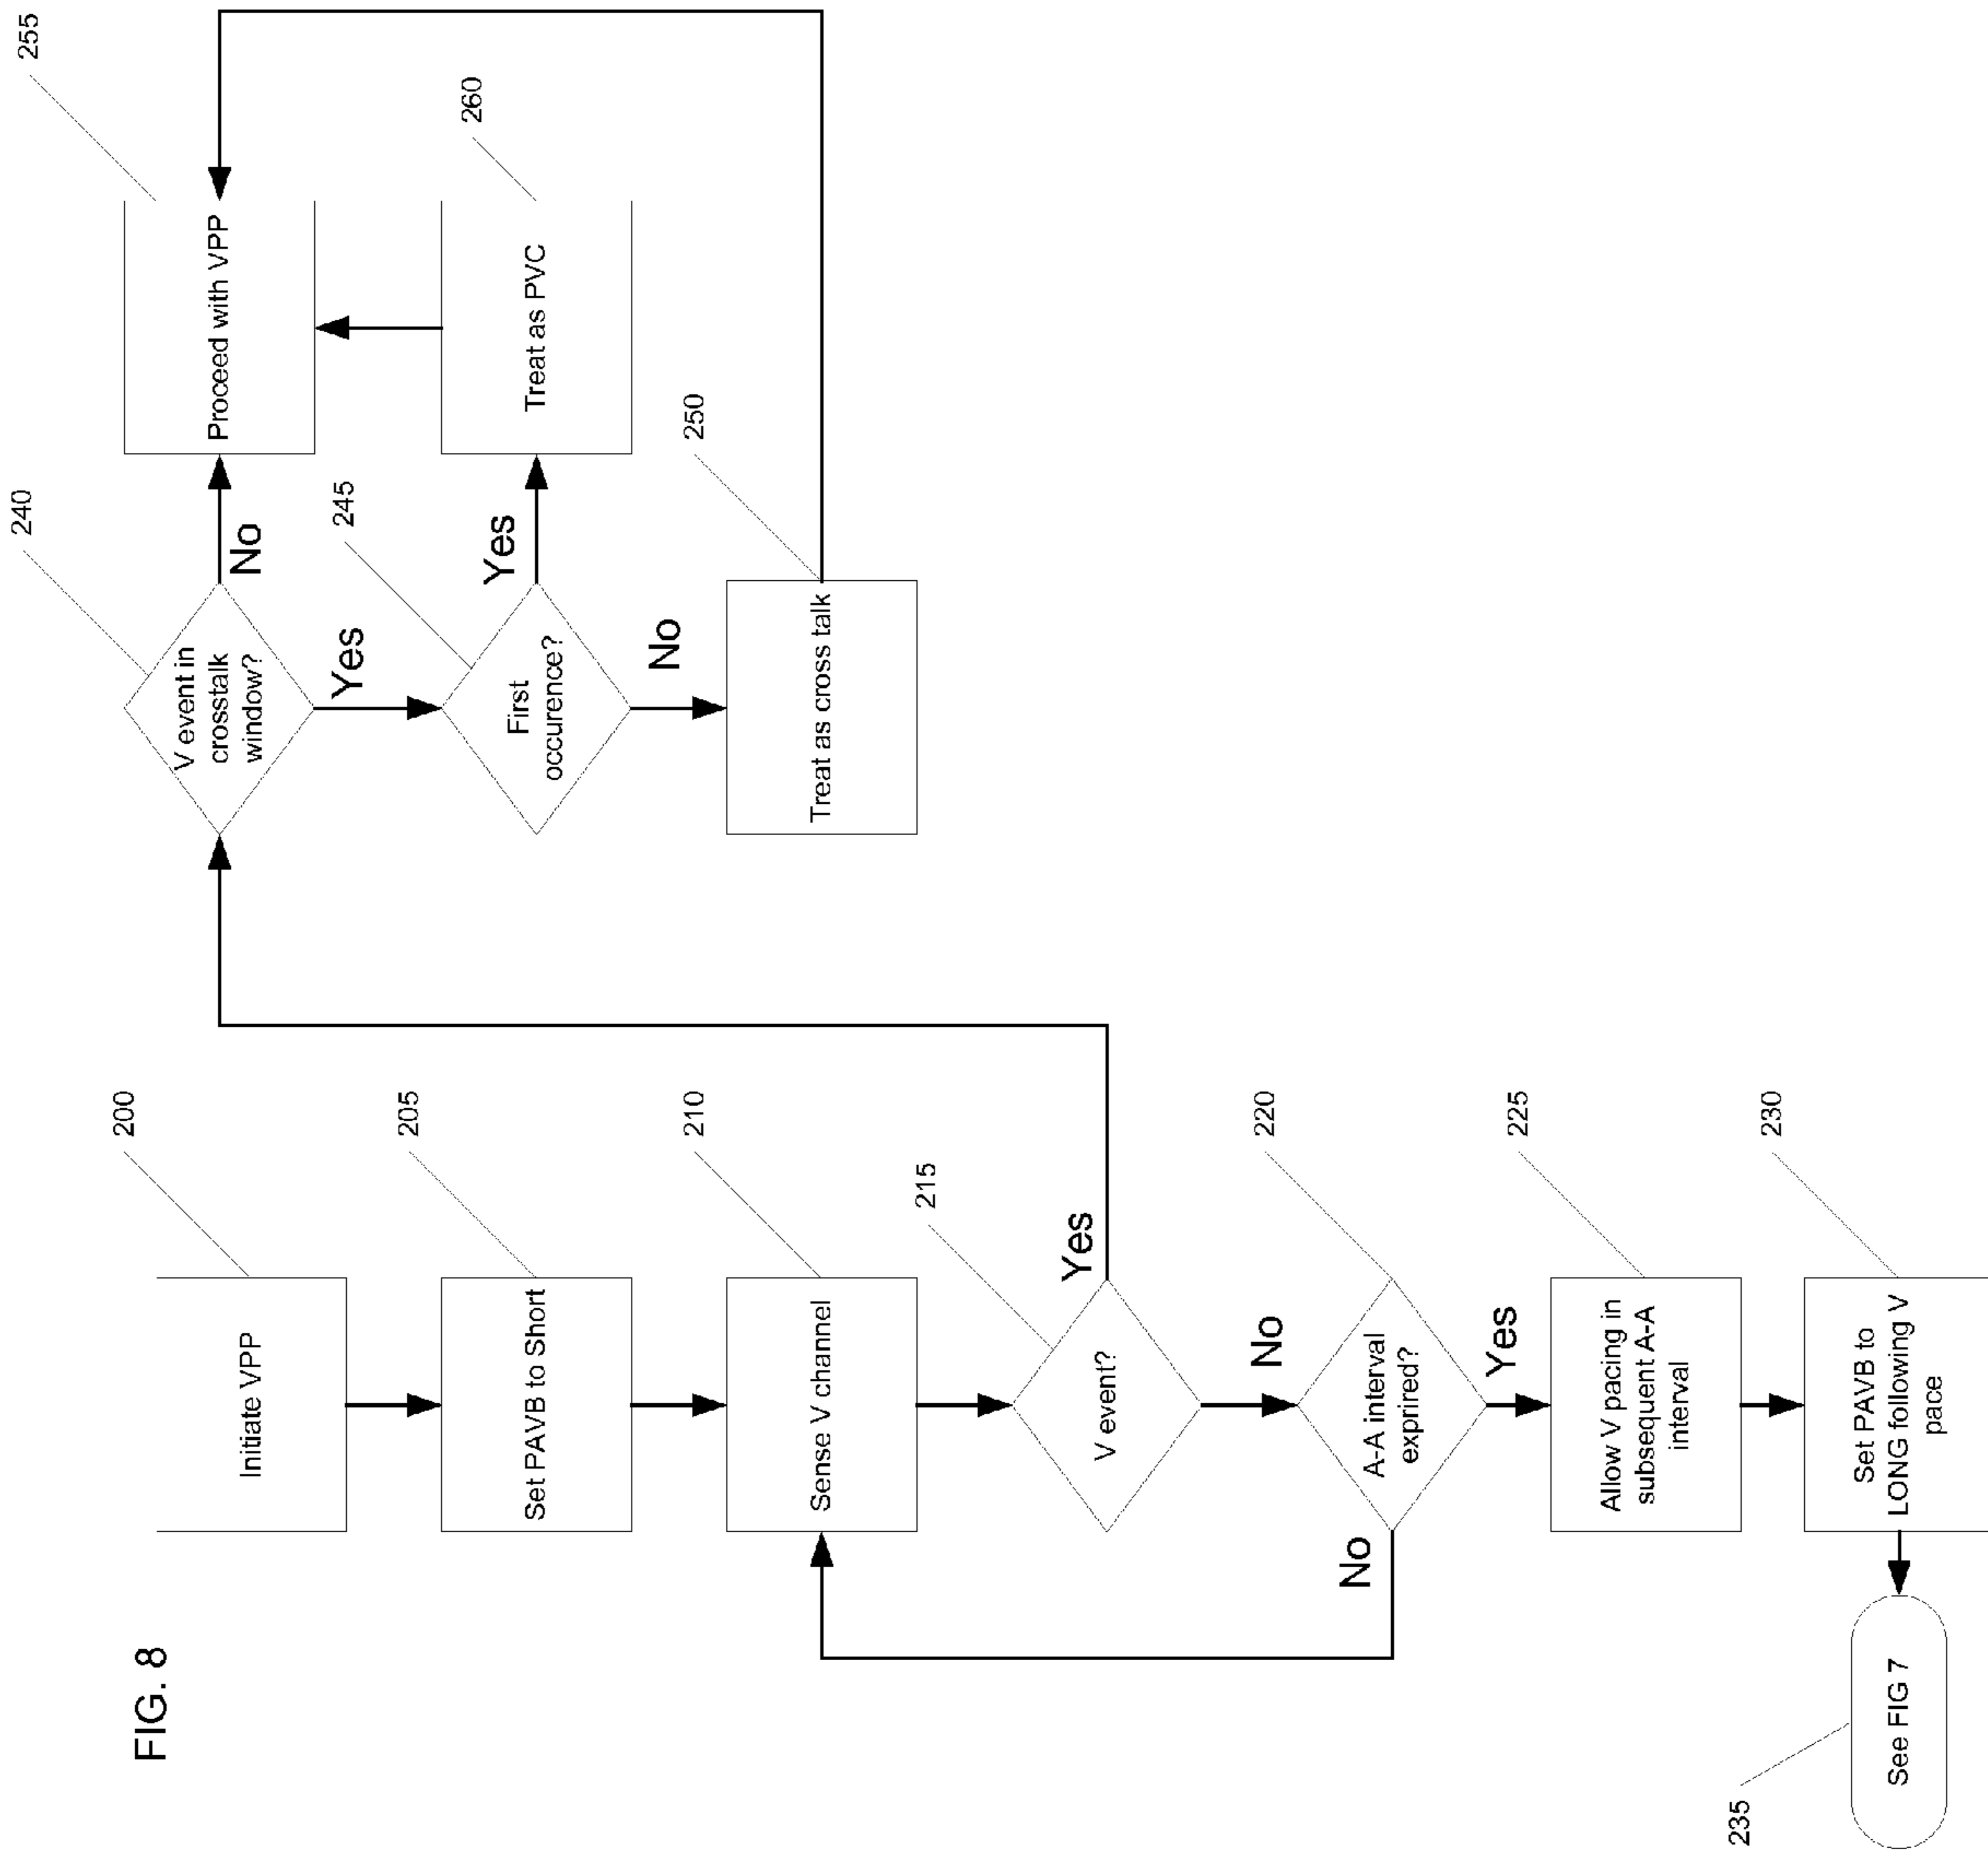 FIG. 8
200
Initiate VPP
205
Set PAVB to Short
210
Sense V channel
215
V event?
Yes
No
220
A-A interval
exprired?
No
Yes
225
Allow V pacing in
subsequent A-A
interval
230
Set PAVB to
LONG following V
pace
235
See FIG 7
240
V event in
crosstalk
window?
No
Yes
255
Proceed with VPP
245
First
occurence?
Yes
No
260
Treat as PVC
250
Treat as cross talk